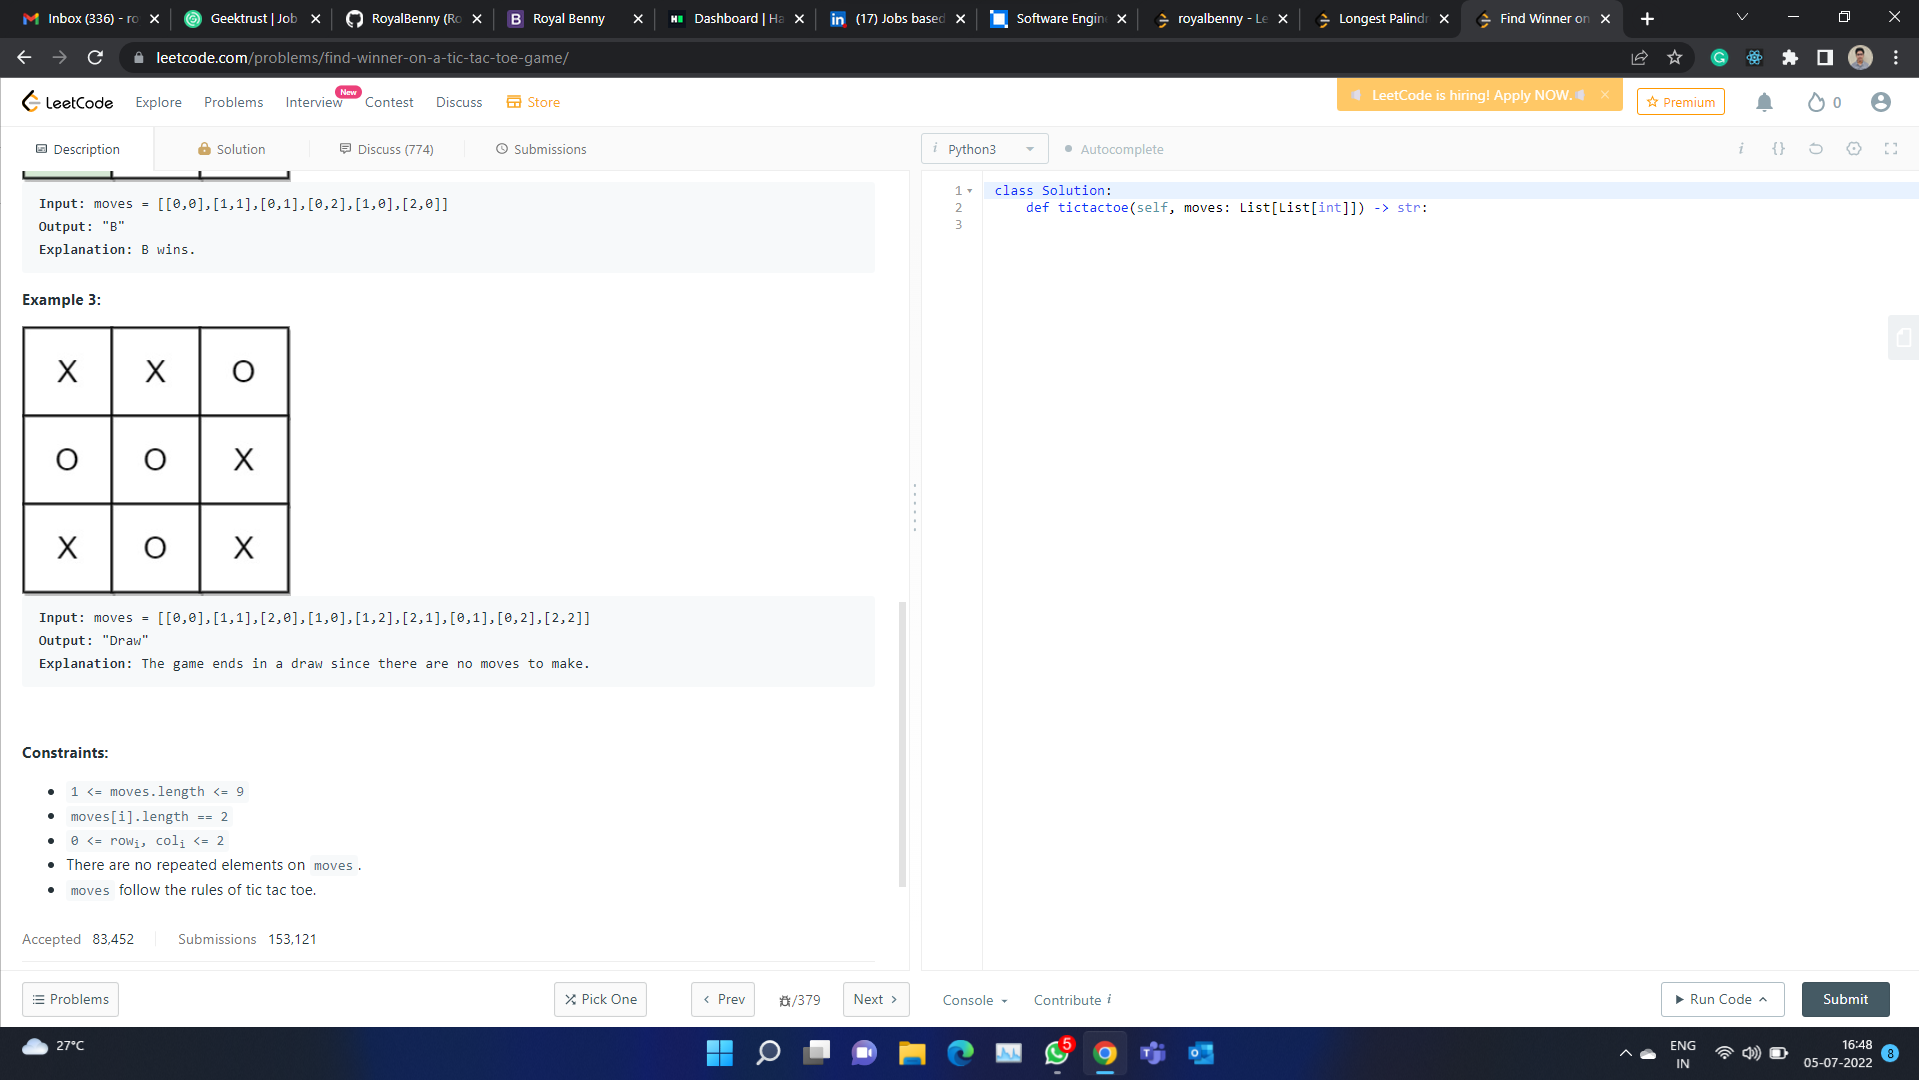 Inbox (336) - ro
Geektrust | Job
RoyalBenny (Ro
Royal Benny
Dashboard | Ha
(17) Jobs based
Software Engin
royalbenny - Le
Longest Palindr
Find Winner on
leetcode.com/problems/find-winner-on-a-tic-tac-toe-game/
LeetCode
Explore
Problems
Interview
New
Contest
Discuss
Store
LeetCode is hiring! Apply NOW.
Premium
0
Description
Solution
Discuss (774)
Submissions
i Python3
Autocomplete
i {}
Input: moves = [[0,0],[1,1],[0,1],[0,2],[1,0],[2,0]]
Output: "B"
Explanation: B wins.
Example 3:
X X O
O O X
X O X
Input: moves = [[0,0],[1,1],[2,0],[1,0],[1,2],[2,1],[0,1],[0,2],[2,2]]
Output: "Draw"
Explanation: The game ends in a draw since there are no moves to make.
Constraints:
1 <= moves.length <= 9
moves[i].length == 2
0 <= rowi, coli <= 2
There are no repeated elements on moves.
moves follow the rules of tic tac toe.
Accepted 83,452
Submissions 153,121
1 class Solution:
2 def tictactoe(self, moves: List[List[int]]) -> str:
3
Problems
Pick One
Prev
/379
Next
Console
Contribute i
Run Code
Submit
27°C
5
ENG
IN
16:48
05-07-2022
8